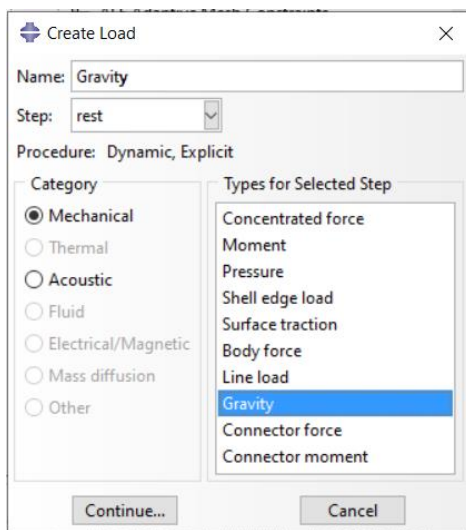 Create Load
Name: Gravity
Step: rest
Procedure: Dynamic, Explicit
Category
Mechanical
Thermal
Acoustic
Fluid
Electrical/Magnetic
Mass diffusion
Other
Types for Selected Step
Concentrated force
Moment
Pressure
Shell edge load
Surface traction
Body force
Line load
Gravity
Connector force
Connector moment
Continue...
Cancel